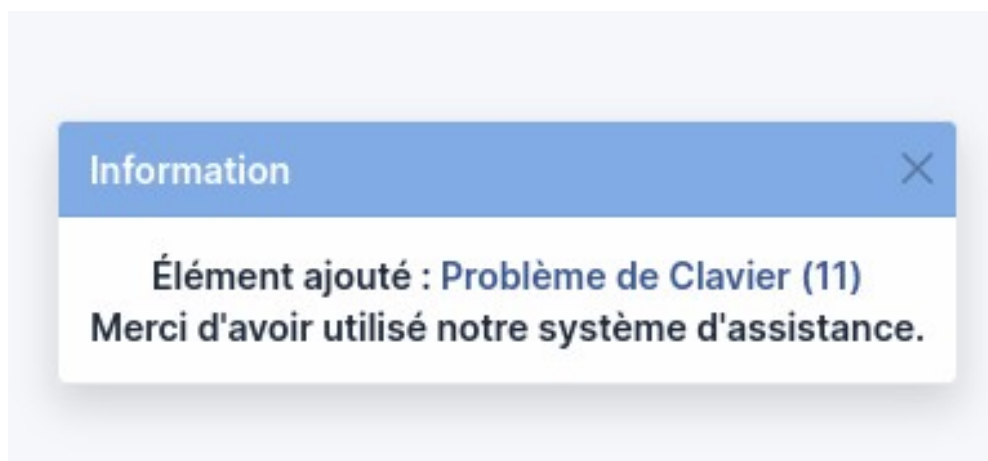 Information
Élément ajouté : Problème de Clavier (11)
Merci d'avoir utilisé notre système d'assistance.